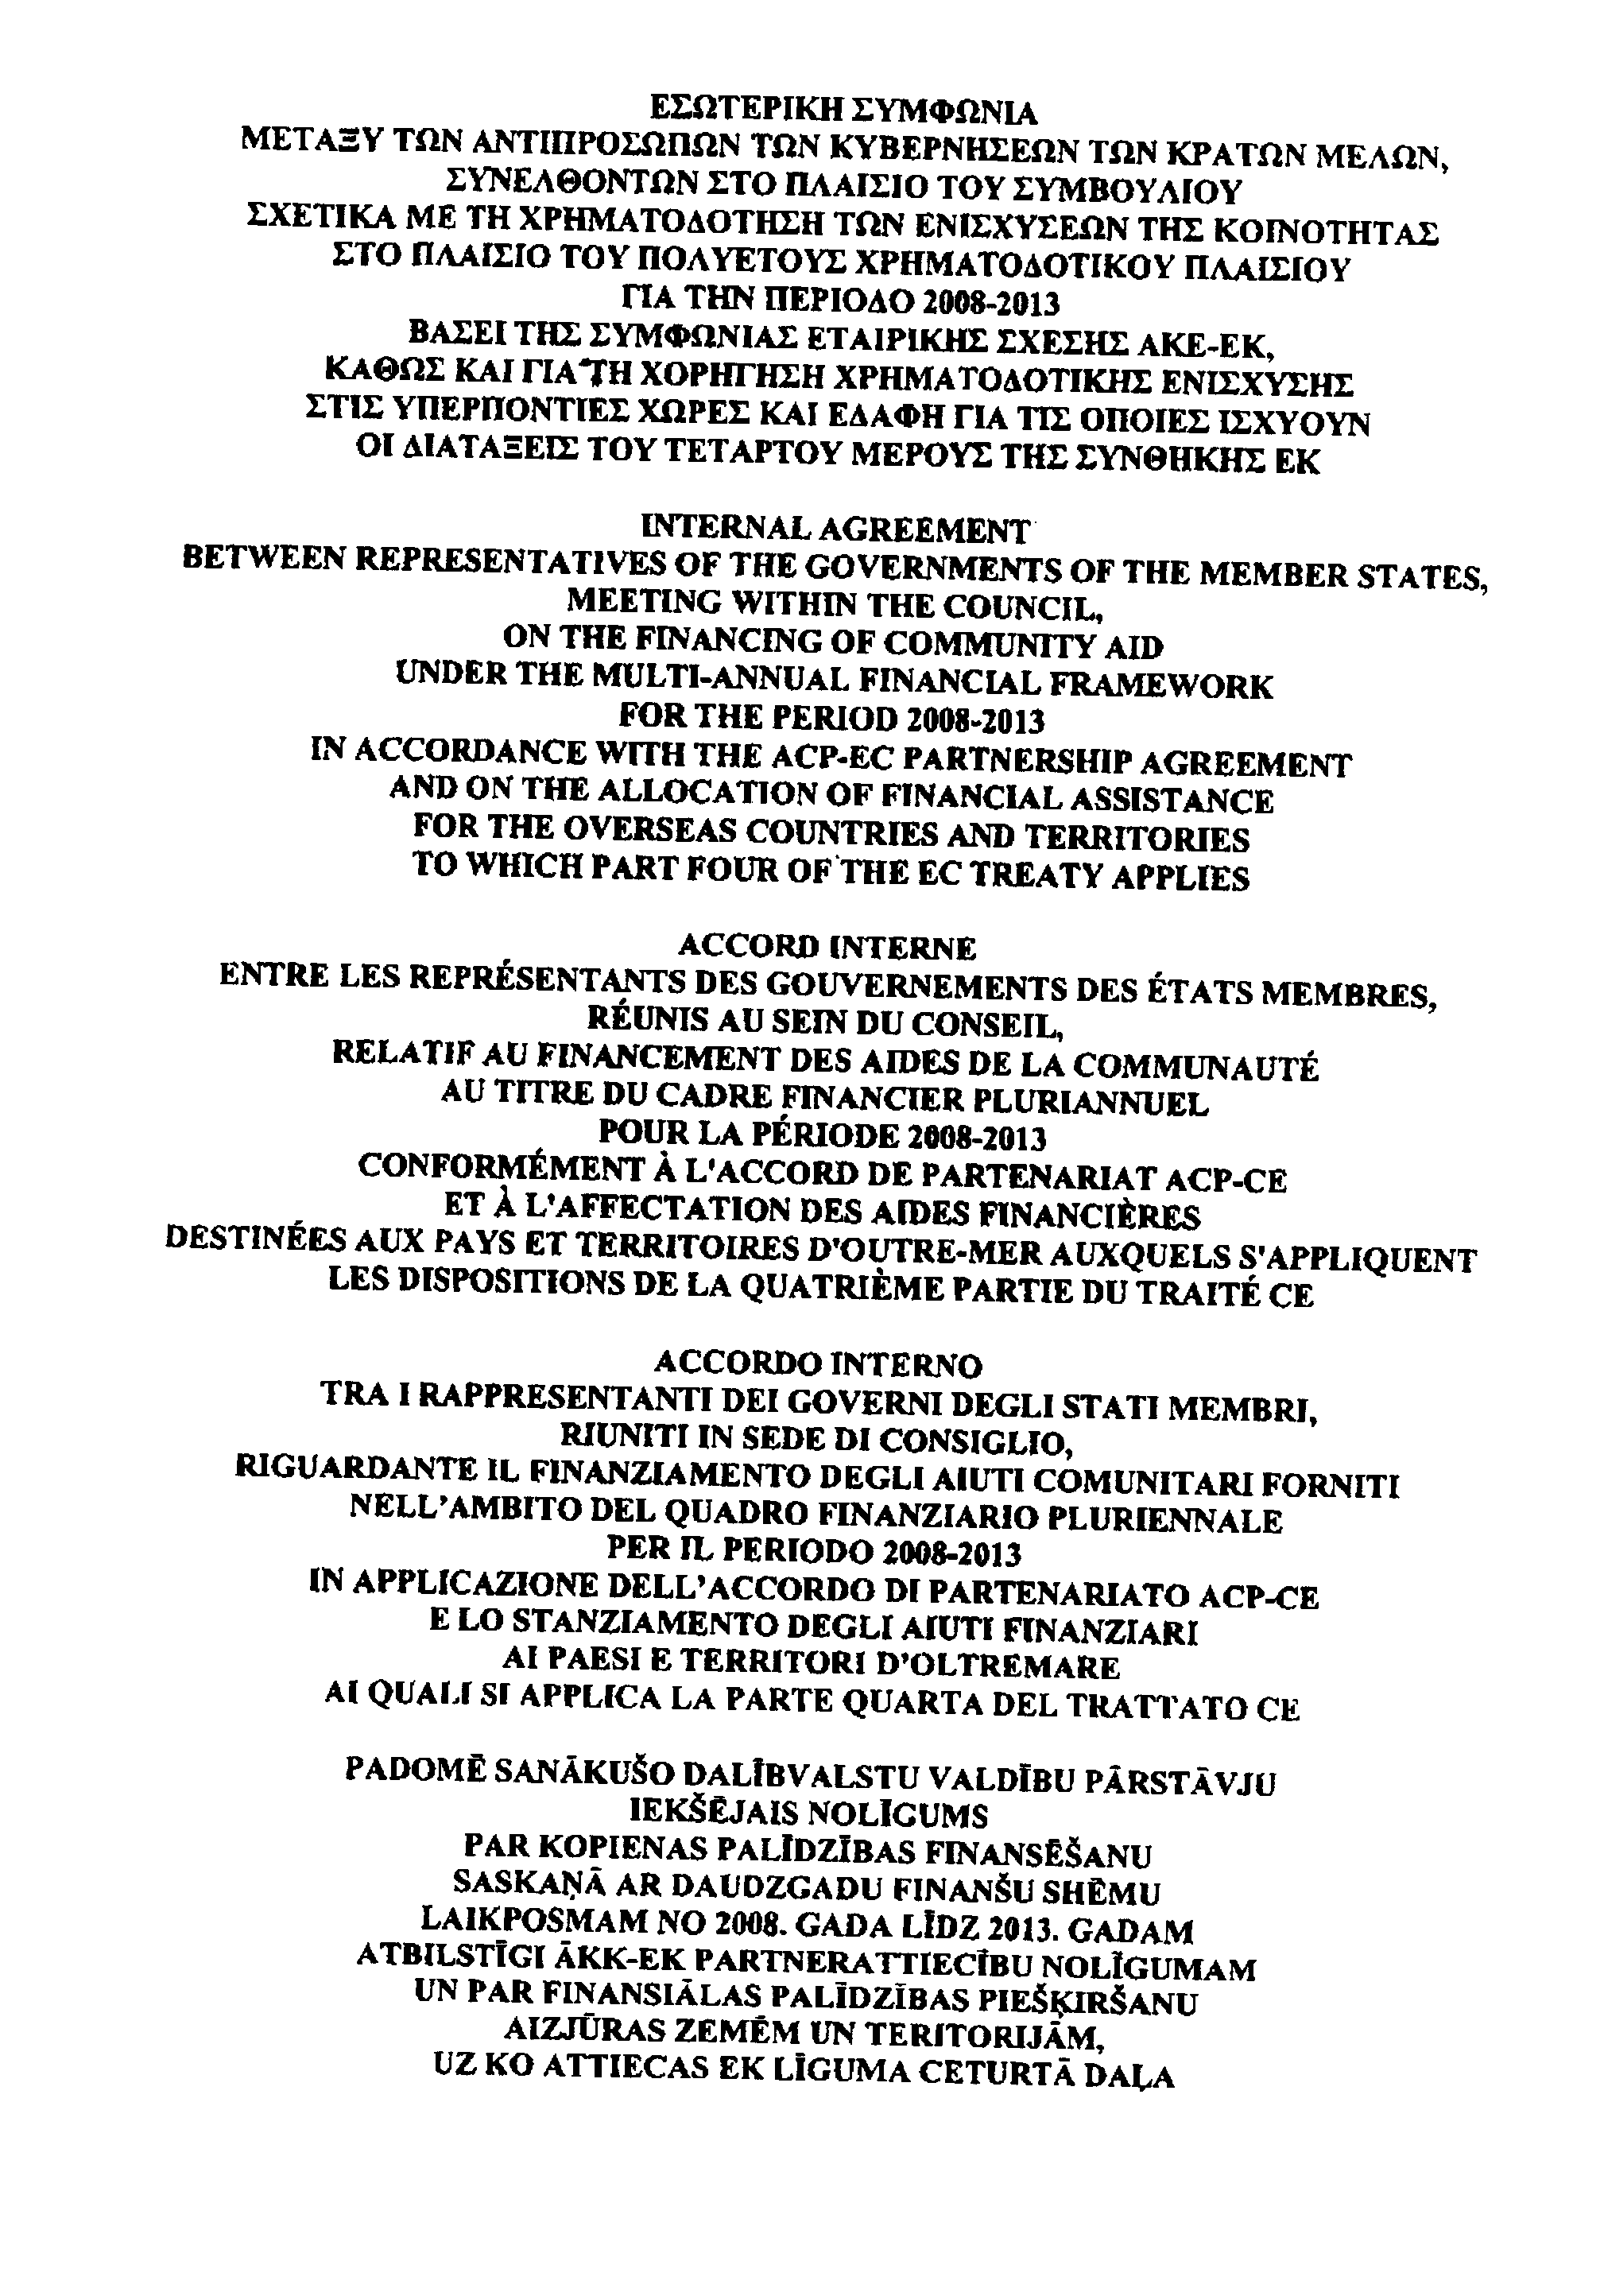 ΕΣΩΤΕΡΙΚΗ ΣΥΜΦΩΝΙΑ
ΜΕΤΑΞΥ ΤΩΝ ΑΝΤΙΠΡΟΣΩΠΩΝ ΤΩΝ ΚΥΒΕΡΝΗΣΕΩΝ ΤΩΝ ΚΡΑΤΩΝ ΜΕΛΩΝ,
ΣΥΝΕΛΘΟΝΤΩΝ ΣΤΟ ΠΛΑΙΣΙΟ ΤΟΥ ΣΥΜΒΟΥΛΙΟΥ
ΣΧΕΤΙΚΑ ΜΕ ΤΗ ΧΡΗΜΑΤΟΔΟΤΗΣΗ ΤΩΝ ΕΝΙΣΧΥΣΕΩΝ ΤΗΣ ΚΟΙΝΟΤΗΤΑΣ
ΣΤΟ ΠΛΑΙΣΙΟ ΤΟΥ ΠΟΛΥΕΤΟΥΣ ΧΡΗΜΑΤΟΔΟΤΙΚΟΥ ΠΛΑΙΣΙΟΥ
ΓΙΑ ΤΗΝ ΠΕΡΙΟΔΟ 2008-2013
ΒΑΣΕΙ ΤΗΣ ΣΥΜΦΩΝΙΑΣ ΕΤΑΙΡΙΚΗΣ ΣΧΕΣΗΣ ΑΚΕ-ΕΚ,
ΚΑΘΩΣ ΚΑΙ ΓΙΑ ΤΗ ΧΟΡΗΓΗΣΗ ΧΡΗΜΑΤΟΔΟΤΙΚΗΣ ΕΝΙΣΧΥΣΗΣ
ΣΤΙΣ ΥΠΕΡΠΟΝΤΙΕΣ ΧΩΡΕΣ ΚΑΙ ΕΔΑΦΗ ΓΙΑ ΤΙΣ ΟΠΟΙΕΣ ΙΣΧΥΟΥΝ
ΟΙ ΔΙΑΤΑΞΕΙΣ ΤΟΥ ΤΕΤΑΡΤΟΥ ΜΕΡΟΥΣ ΤΗΣ ΣΥΝΘΗΚΗΣ ΕΚ
INTERNAL AGREEMENT
BETWEEN REPRESENTATIVES OF THE GOVERNMENTS OF THE MEMBER STATES,
MEETING WITHIN THE COUNCIL,
ON THE FINANCING OF COMMUNITY AID
UNDER THE MULTI-ANNUAL FINANCIAL FRAMEWORK
FOR THE PERIOD 2008-2013
IN ACCORDANCE WITH THE ACP-EC PARTNERSHIP AGREEMENT
AND ON THE ALLOCATION OF FINANCIAL ASSISTANCE
FOR THE OVERSEAS COUNTRIES AND TERRITORIES
TO WHICH PART FOUR OF THE EC TREATY APPLIES
ACCORD INTERNE
ENTRE LES REPRÉSENTANTS DES GOUVERNEMENTS DES ÉTATS MEMBRES,
RÉUNIS AU SEIN DU CONSEIL,
RELATIF AU FINANCEMENT DES AIDES DE LA COMMUNAUTÉ
AU TITRE DU CADRE FINANCIER PLURIANNUEL
POUR LA PÉRIODE 2008-2013
CONFORMÉMENT À L'ACCORD DE PARTENARIAT ACP-CE
ET À L'AFFECTATION DES AIDES FINANCIÈRES
DESTINÉES AUX PAYS ET TERRITOIRES D'OUTRE-MER AUXQUELS S'APPLIQUENT
LES DISPOSITIONS DE LA QUATRIÈME PARTIE DU TRAITÉ CE
ACCORDO INTERNO
TRA I RAPPRESENTANTI DEI GOVERNI DEGLI STATI MEMBRI,
RIUNITI IN SEDE DI CONSIGLIO,
RIGUARDANTE IL FINANZIAMENTO DEGLI AIUTI COMUNITARI FORNITI
NELL’AMBITO DEL QUADRO FINANZIARIO PLURIENNALE
PER IL PERIODO 2008-2013
IN APPLICAZIONE DELL’ACCORDO DI PARTENARIATO ACP-CE
E LO STANZIAMENTO DEGLI AIUTI FINANZIARI
AI PAESI E TERRITORI D’OLTREMARE
AI QUALI SI APPLICA LA PARTE QUARTA DEL TRATTATO CE
PADOMĒ SANĀKUŠO DALĪBVALSTU VALDĪBU PĀRSTĀVJU
IEKŠĒJAIS NOLĪGUMS
PAR KOPIENAS PALĪDZĪBAS FINANSĒŠANU
SASKAŅĀ AR DAUDZGADU FINANŠU SHĒMU
LAIKPOSMAM NO 2008. GADA LĪDZ 2013. GADAM
ATBILSTĪGI ĀKK-EK PARTNERATTIECĪBU NOLĪGUMAM
UN PAR FINANSIĀLAS PALĪDZĪBAS PIEŠĶIRŠANU
AIZJŪRAS ZEMĒM UN TERITORIJĀM,
UZ KO ATTIECAS EK LĪGUMA CETURTĀ DAĻA